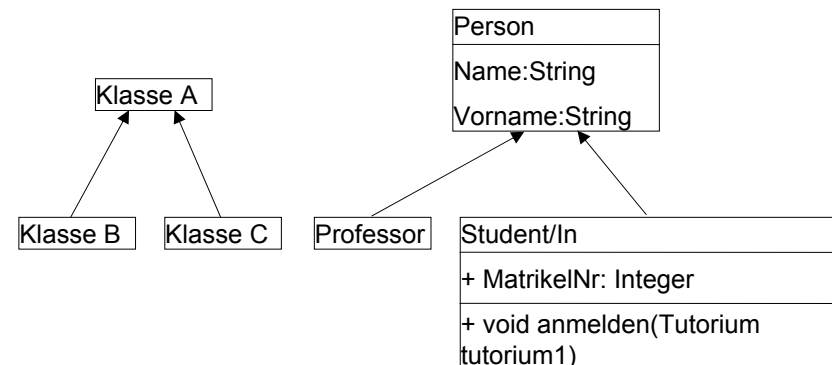 Klasse A
Klasse B
Klasse C
Person
Name:String
Vorname:String
Professor
Student/In
+ MatrikelNr: Integer
+ void anmelden(Tutorium
tutorium1)